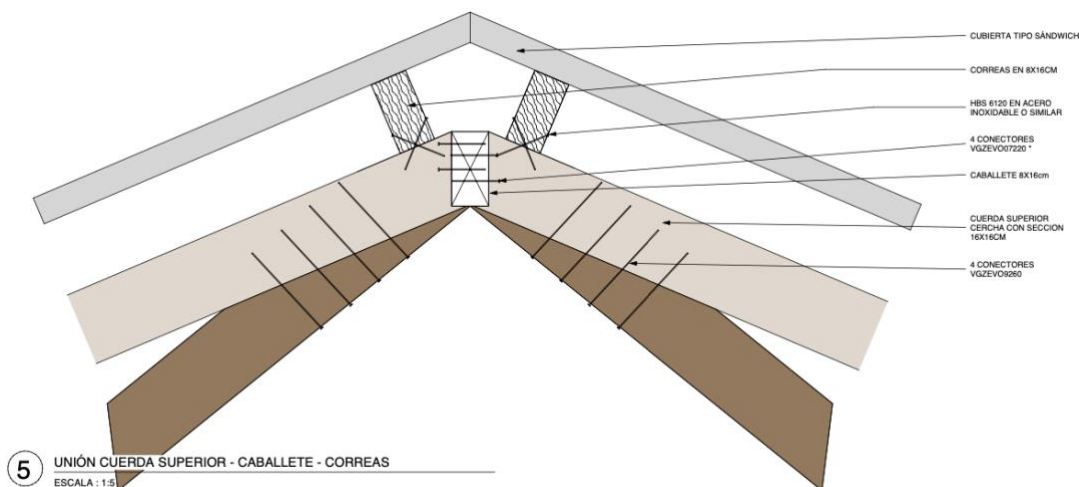 CUBIERTA TIPO SÁNDWICH
CORREAS EN 8X16CM
HBS 6120 EN ACERO
INOXIDABLE O SIMILAR
4 CONECTORES
VGZEVO07220 *
CABALLETE 8X16cm
CUERDA SUPERIOR
CERCHA CON SECCION
16X16CM
4 CONECTORES
VGZEVO9260
5
UNIÓN CUERDA SUPERIOR - CABALLETE - CORREAS
ESCALA : 1:5